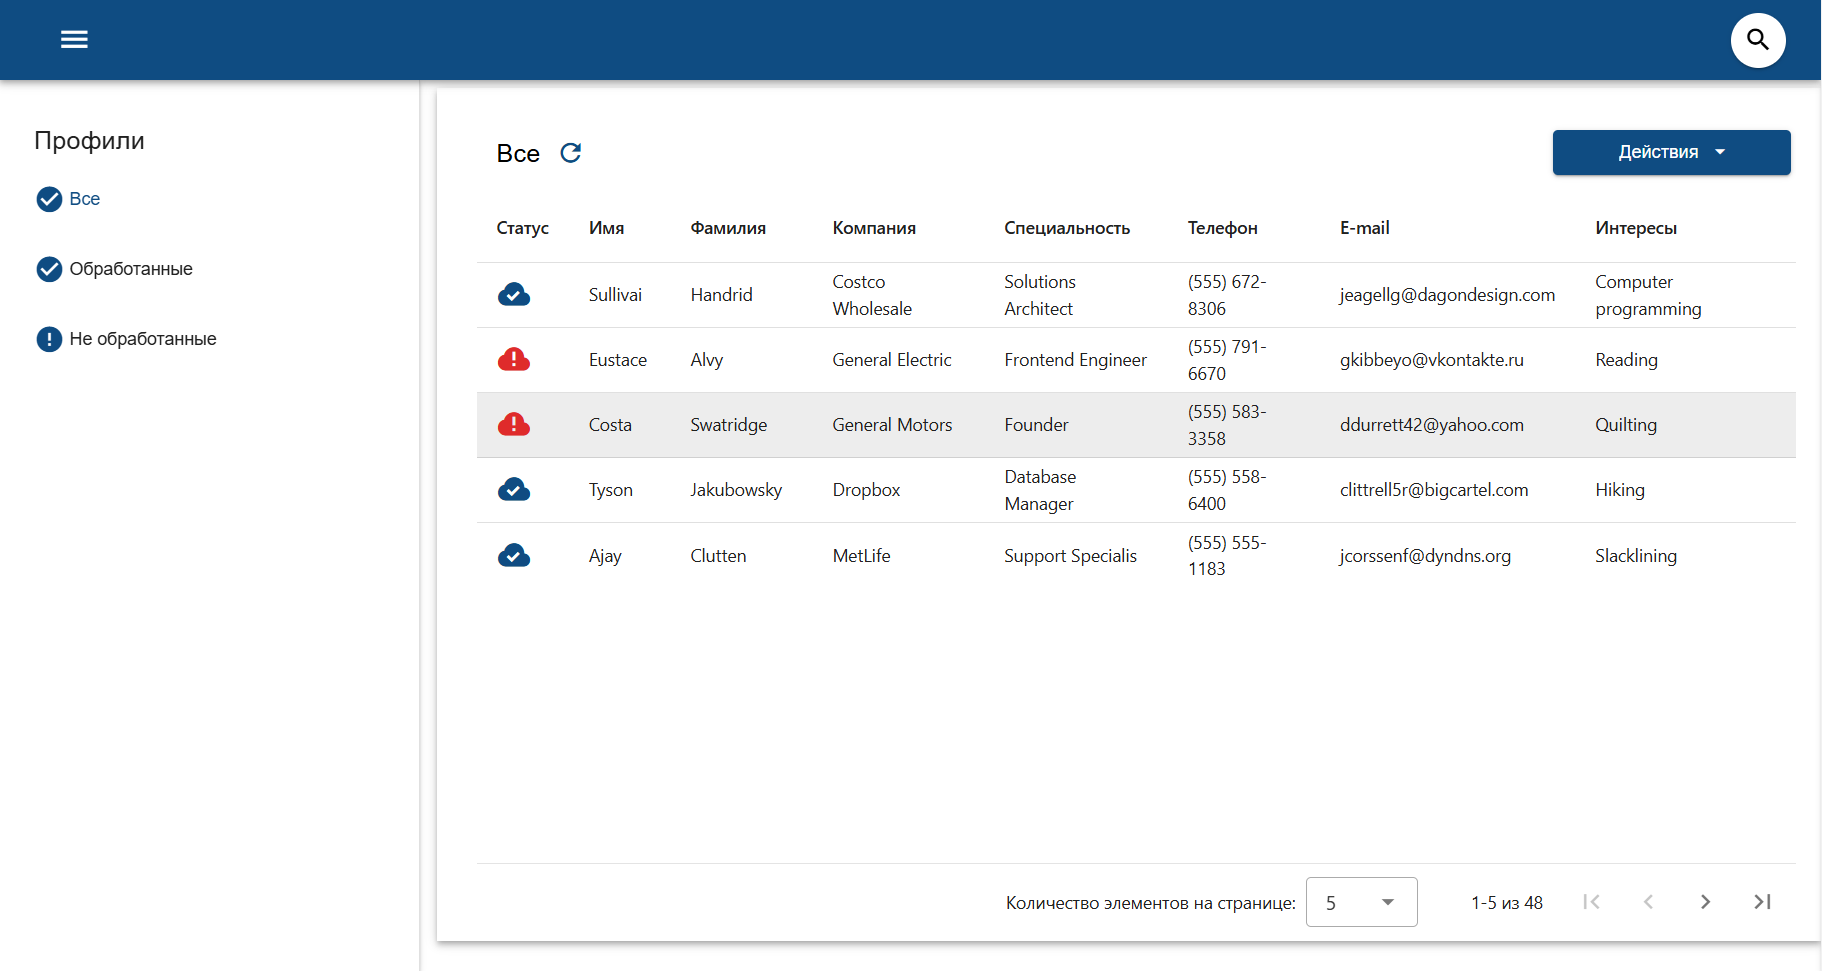 Профили
Все
Обработанные
Не обработанные
Все
Действия
Статус Имя Фамилия Компания Специальность Телефон E-mail Интересы
Sullivai Handrid Costco Wholesale Solutions Architect (555) 672-8306 jeagellg@dagondesign.com Computer programming
Eustace Alvy General Electric Frontend Engineer (555) 791-6670 gkibbeyo@vkontakte.ru Reading
Costa Swatridge General Motors Founder (555) 583-3358 ddurrett42@yahoo.com Quilting
Tyson Jakubowsky Dropbox Database Manager (555) 558-6400 clittrell5r@bigcartel.com Hiking
Ajay Clutten MetLife Support Specialis (555) 555-1183 jcorssenf@dyndns.org Slacklining
Количество элементов на странице: 5 1-5 из 48